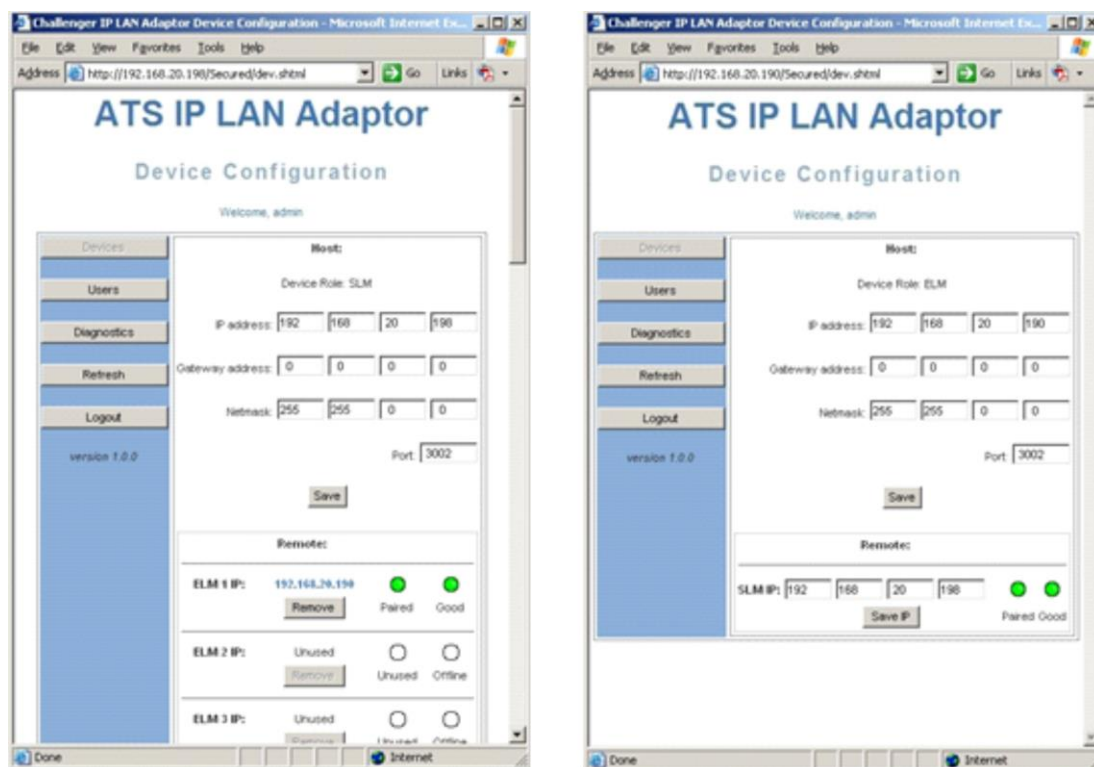 Challenger IP LAN Adaptor Device Configuration - Microsoft Internet Ex...
File Edit View Favorites Tools Help
Address http://192.168.20.198/Secured/dev.shtml Go Links
ATS IP LAN Adaptor
Device Configuration
Welcome, admin
Devices
Users
Diagnostics
Refresh
Logout
version 1.0.0
Host:
Device Role: SLM
IP address: 192 168 20 198
Gateway address: 0 0 0 0
Netmask: 255 255 0 0
Port: 3002
Save
Remote:
ELM 1 IP: 192.168.20.190
Remove Paired Good
ELM 2 IP: Unused
Remove Unused Offline
ELM 3 IP: Unused
Remove Unused Offline
Done Internet
Challenger IP LAN Adaptor Device Configuration - Microsoft Internet Ex...
File Edit View Favorites Tools Help
Address http://192.168.20.190/Secured/dev.shtml Go Links
ATS IP LAN Adaptor
Device Configuration
Welcome, admin
Devices
Users
Diagnostics
Refresh
Logout
version 1.0.0
Host:
Device Role: ELM
IP address: 192 168 20 190
Gateway address: 0 0 0 0
Netmask: 255 255 0 0
Port: 3002
Save
Remote:
SLM IP: 192 168 20 198
Save IP Paired Good
Done Internet